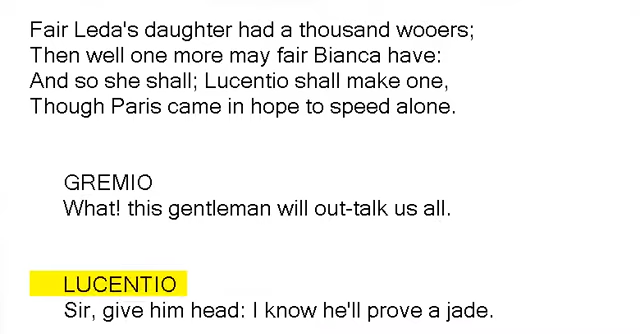 Fair Leda's daughter had a thousand wooers;
Then well one more may fair Bianca have:
And so she shall; Lucentio shall make one,
Though Paris came in hope to speed alone.
GREMIO
What! this gentleman will out-talk us all.
LUCENTIO
Sir, give him head: I know he'll prove a jade.